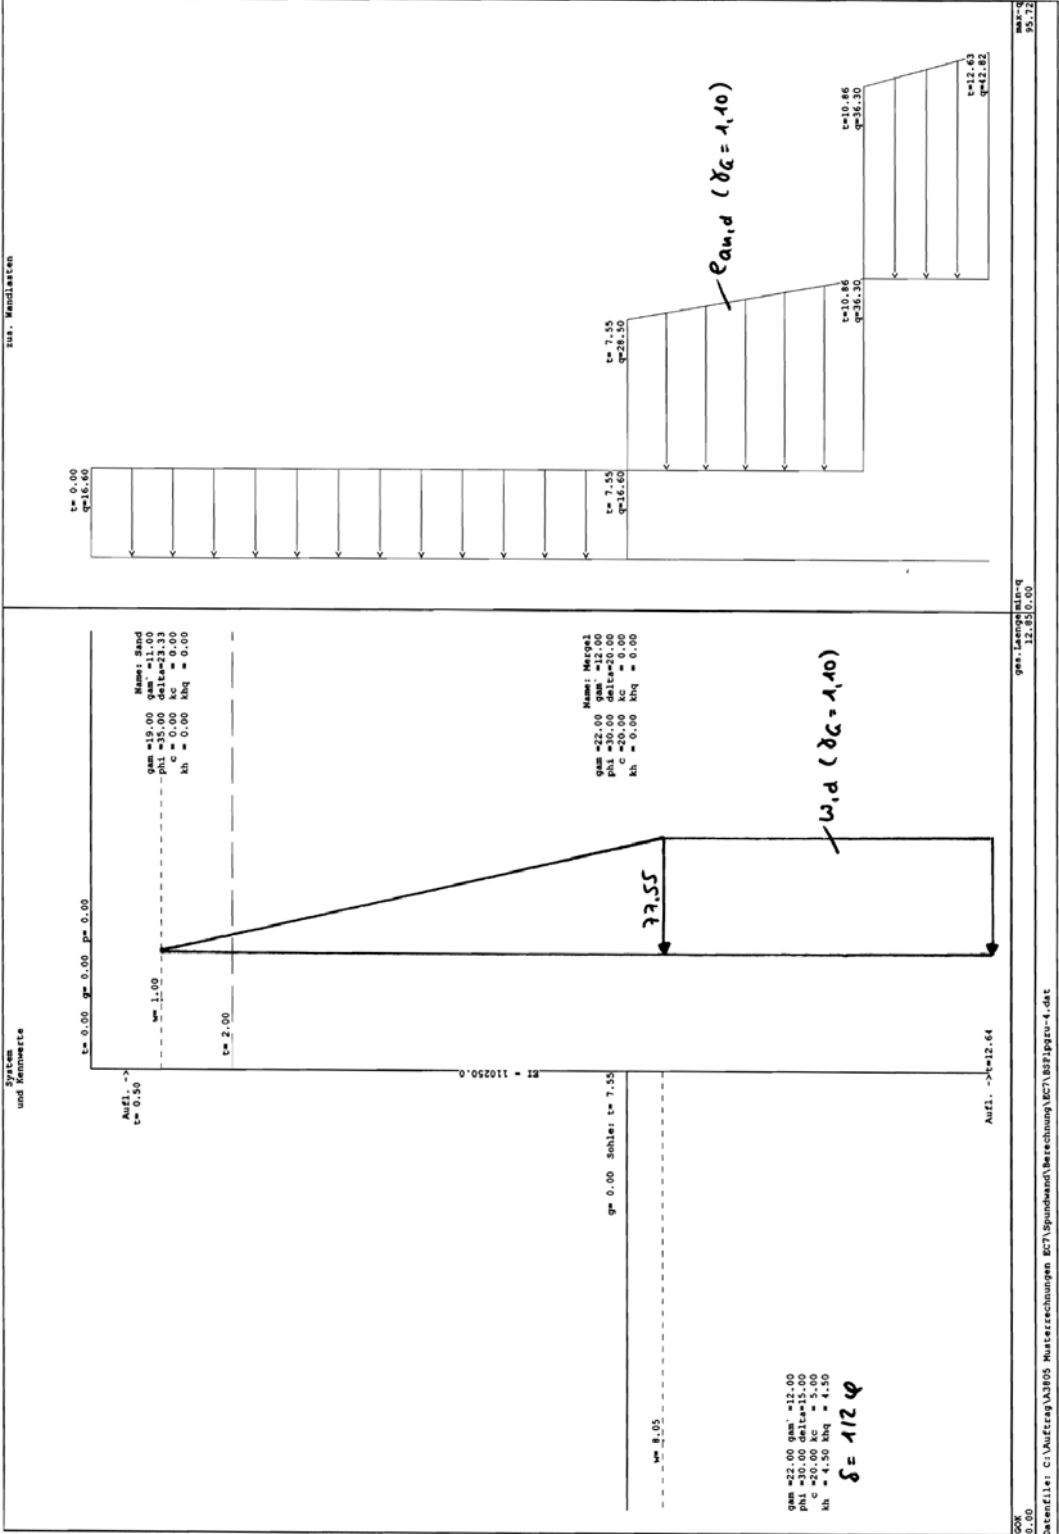 System
und Kennwerte
zus. Wandlasten
t= 0.00 g= 0.00 p= 0.00
Aufl. ->
t= 0.50
w= 1.00
t= 2.00
Name: Sand
gam =19.00 gam` =11.00
phi =35.00 delta=23.33
c = 0.00 kc = 0.00
kh = 0.00 khq = 0.00
EI = 110250.0
g= 0.00 Sohle: t= 7.55
w= 8.05
77.55
Name: Mergel
gam =22.00 gam` =12.00
phi =30.00 delta=20.00
c =20.00 kc = 0.00
kh = 0.00 khq = 0.00
gam =22.00 gam` =12.00
phi =30.00 delta=15.00
c =20.00 kc = 5.00
kh = 4.50 khq = 4.50
δ = 1/2 φ
w,d (γG = 1,10)
Aufl. ->t=12.64
t= 0.00
q=16.60
t= 7.55
q=16.60
t= 7.55
q=28.50
eau,d (γG = 1,10)
t=10.86
q=36.30
t=10.86
q=36.30
t=12.63
q=42.82
GOK
0.00
ges.Laenge
12.85
min-q
0.00
max-q
95.72
atenfile: C:\Auftrag\A3805 Musterrechnungen EC7\Spundwand\Berechnung\EC7\BSPipgru-4.dat